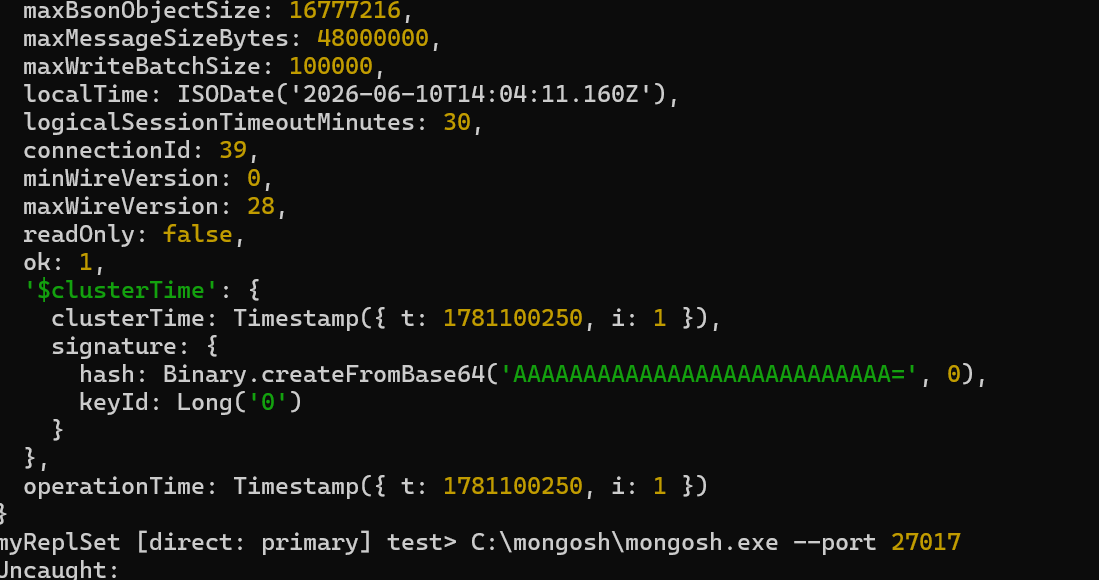 maxBsonObjectSize: 16777216,
maxMessageSizeBytes: 48000000,
maxWriteBatchSize: 100000,
localTime: ISODate('2026-06-10T14:04:11.160Z'),
logicalSessionTimeoutMinutes: 30,
connectionId: 39,
minWireVersion: 0,
maxWireVersion: 28,
readOnly: false,
ok: 1,
'$clusterTime': {
clusterTime: Timestamp({ t: 1781100250, i: 1 }),
signature: {
hash: Binary.createFromBase64('AAAAAAAAAAAAAAAAAAAAAAAAAAA=', 0),
keyId: Long('0')
}
},
operationTime: Timestamp({ t: 1781100250, i: 1 })
}
myReplSet [direct: primary] test> C:\mongosh\mongosh.exe --port 27017
Uncaught: